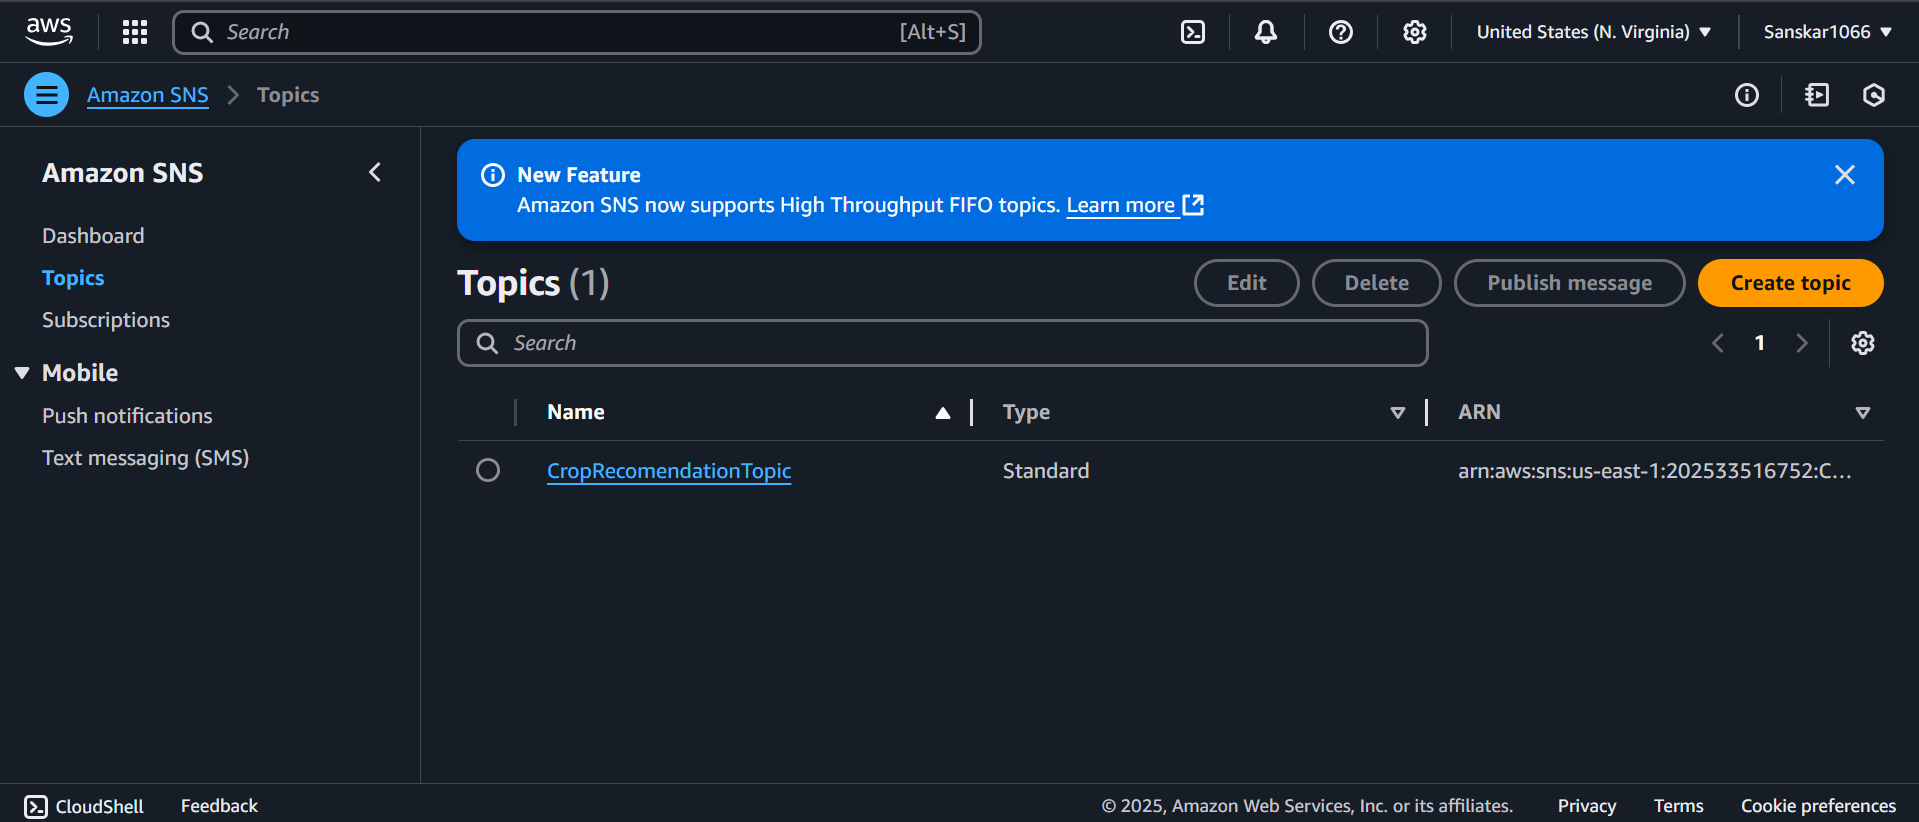 aws
Search [Alt+S]
United States (N. Virginia)
Sanskar1066
Amazon SNS > Topics
Amazon SNS
Dashboard
Topics
Subscriptions
Mobile
Push notifications
Text messaging (SMS)
New Feature
Amazon SNS now supports High Throughput FIFO topics. Learn more
Topics (1)
Edit
Delete
Publish message
Create topic
Search
1
Name Type ARN
CropRecomendationTopic Standard arn:aws:sns:us-east-1:202533516752:C...
CloudShell Feedback © 2025, Amazon Web Services, Inc. or its affiliates. Privacy Terms Cookie preferences